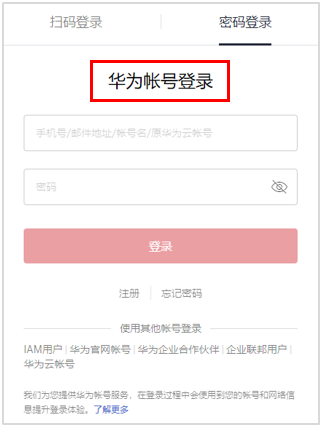 扫码登录
密码登录
华为帐号登录
手机号/邮件地址/帐号名/原华为云帐号
密码
登录
注册
忘记密码
使用其他帐号登录
IAM用户 | 华为官网帐号 | 华为企业合作伙伴 | 企业联邦用户 |
华为云帐号
我们为您提供华为帐号服务，在登录过程中会使用到您的帐号和网络信
息提升登录体验。了解更多